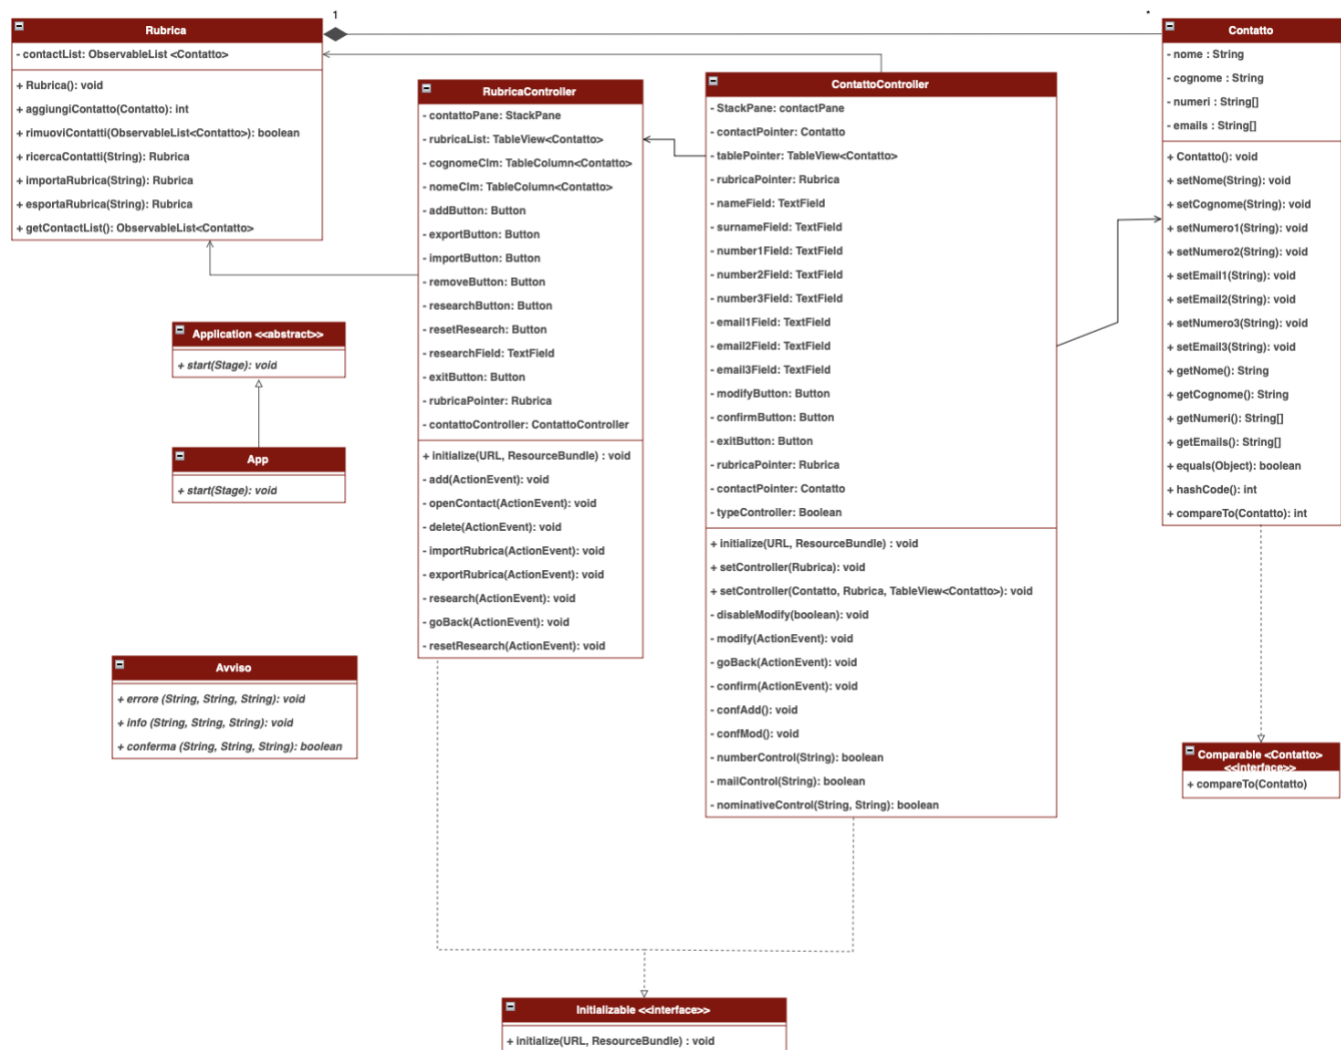 1
*
Rubrica
- contactList: ObservableList <Contatto>
+ Rubrica(): void
+ aggiungiContatto(Contatto): int
+ rimuoviContatti(ObservableList<Contatto>): boolean
+ ricercaContatti(String): Rubrica
+ importaRubrica(String): Rubrica
+ esportaRubrica(String): Rubrica
+ getContactList(): ObservableList<Contatto>
Application <<abstract>>
+ start(Stage): void
App
+ start(Stage): void
Avviso
+ errore (String, String, String): void
+ info (String, String, String): void
+ conferma (String, String, String): boolean
RubricaController
- contattoPane: StackPane
- rubricaList: TableView<Contatto>
- cognomeClm: TableColumn<Contatto>
- nomeClm: TableColumn<Contatto>
- addButton: Button
- exportButton: Button
- importButton: Button
- removeButton: Button
- researchButton: Button
- resetResearch: Button
- researchField: TextField
- exitButton: Button
- rubricaPointer: Rubrica
- contattoController: ContattoController
+ initialize(URL, ResourceBundle) : void
- add(ActionEvent): void
- openContact(ActionEvent): void
- delete(ActionEvent): void
- importRubrica(ActionEvent): void
- exportRubrica(ActionEvent): void
- research(ActionEvent): void
- goBack(ActionEvent): void
- resetResearch(ActionEvent): void
ContattoController
- StackPane: contactPane
- contactPointer: Contatto
- tablePointer: TableView<Contatto>
- rubricaPointer: Rubrica
- nameField: TextField
- surnameField: TextField
- number1Field: TextField
- number2Field: TextField
- number3Field: TextField
- email1Field: TextField
- email2Field: TextField
- email3Field: TextField
- modifyButton: Button
- confirmButton: Button
- exitButton: Button
- rubricaPointer: Rubrica
- contactPointer: Contatto
- typeController: Boolean
+ initialize(URL, ResourceBundle) : void
+ setController(Rubrica): void
+ setController(Contatto, Rubrica, TableView<Contatto>): void
- disableModify(boolean): void
- modify(ActionEvent): void
- goBack(ActionEvent): void
- confirm(ActionEvent): void
- confAdd(): void
- confMod(): void
- numberControl(String): boolean
- mailControl(String): boolean
- nominativeControl(String, String): boolean
Contatto
- nome : String
- cognome : String
- numeri : String[]
- emails : String[]
+ Contatto(): void
+ setNome(String): void
+ setCognome(String): void
+ setNumero1(String): void
+ setNumero2(String): void
+ setEmail1(String): void
+ setEmail2(String): void
+ setNumero3(String): void
+ setEmail3(String): void
+ getNome(): String
+ getCognome(): String
+ getNumeri(): String[]
+ getEmails(): String[]
+ equals(Object): boolean
+ hashCode(): int
+ compareTo(Contatto): int
Comparable <Contatto>
<<interface>>
+ compareTo(Contatto)
Initializable <<interface>>
+ initialize(URL, ResourceBundle) : void